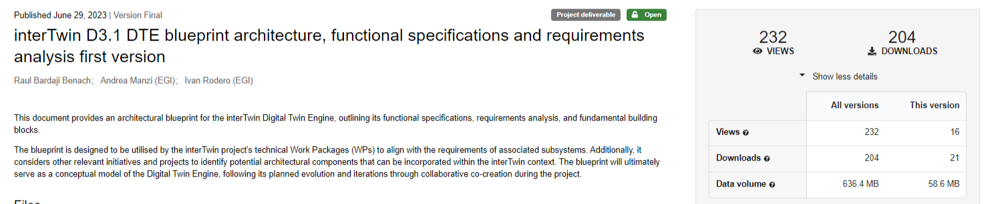 Published June 29, 2023 | Version Final
Project deliverable
Open
interTwin D3.1 DTE blueprint architecture, functional specifications and requirements
analysis first version
Raul Bardaji Benach; Andrea Manzi (EGI); Ivan Rodero (EGI)
This document provides an architectural blueprint for the interTwin Digital Twin Engine, outlining its functional specifications, requirements analysis, and fundamental building
blocks.
The blueprint is designed to be utilised by the interTwin project's technical Work Packages (WPs) to align with the requirements of associated subsystems. Additionally, it
considers other relevant initiatives and projects to identify potential architectural components that can be incorporated within the interTwin context. The blueprint will ultimately
serve as a conceptual model of the Digital Twin Engine, following its planned evolution and iterations through collaborative co-creation during the project.
Files
232 204
VIEWS DOWNLOADS
Show less details
All versions This version
Views 232 16
Downloads 204 21
Data volume 636.4 MB 58.6 MB